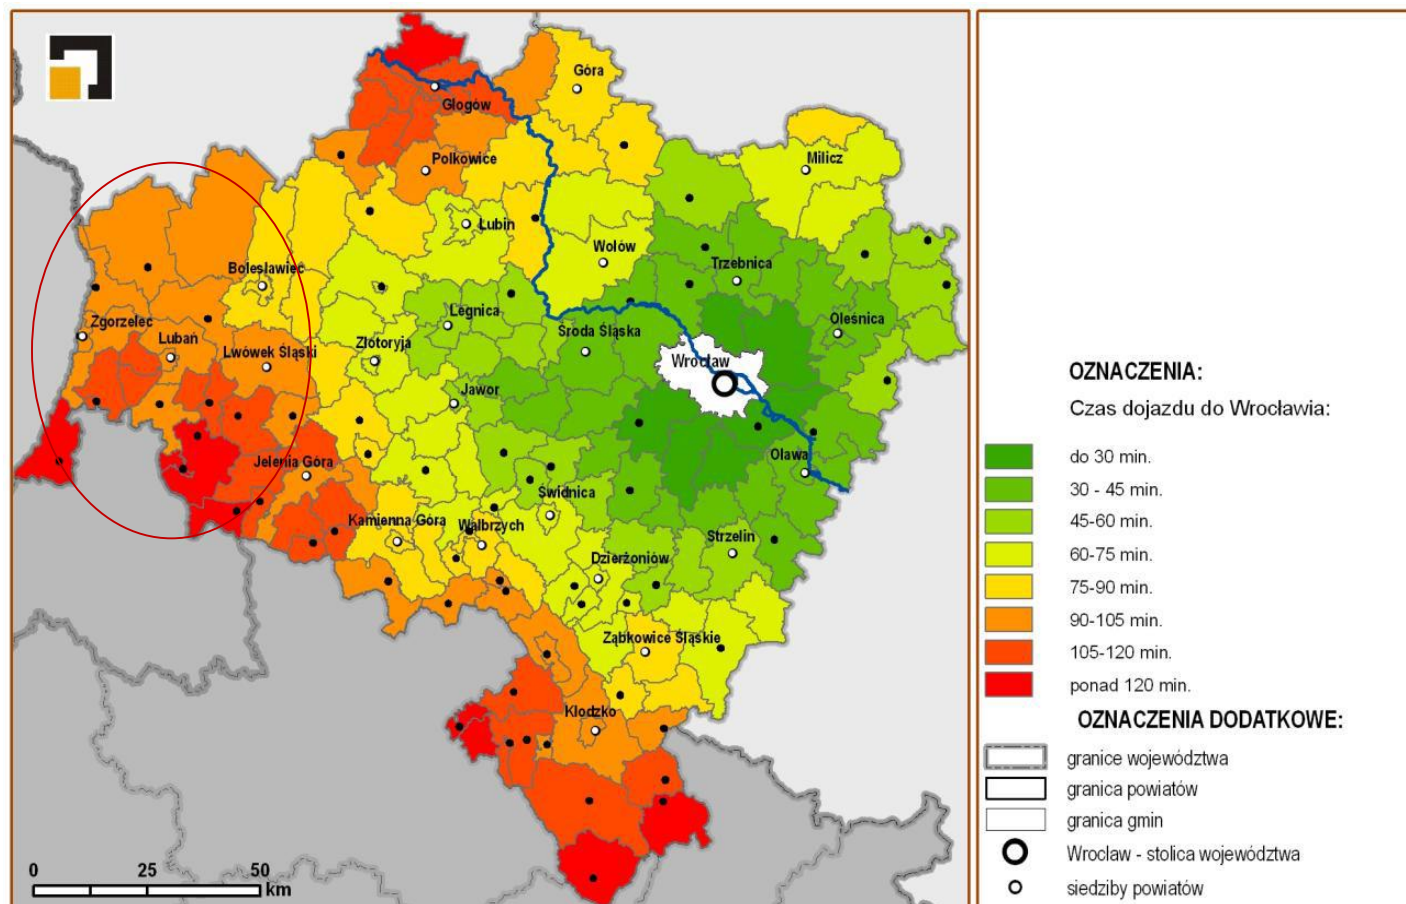 Góra
Głogów
Milicz
Polkowice
Lubin
Wołów
Trzebnica
Bolesławiec
Legnica
Oleśnica
Zgorzelec
Środa Śląska
Lubań
Lwówek Śląski
Złotoryja
Wrocław
Jawor
Jelenia Góra
Oława
Świdnica
Kamienna Góra
Wałbrzych
Strzelin
Dzierżoniów
Ząbkowice Śląskie
Kłodzko
0 25 50
km
OZNACZENIA:
Czas dojazdu do Wrocławia:
do 30 min.
30 - 45 min.
45-60 min.
60-75 min.
75-90 min.
90-105 min.
105-120 min.
ponad 120 min.
OZNACZENIA DODATKOWE:
granice województwa
granica powiatów
granica gmin
Wrocław - stolica województwa
siedziby powiatów